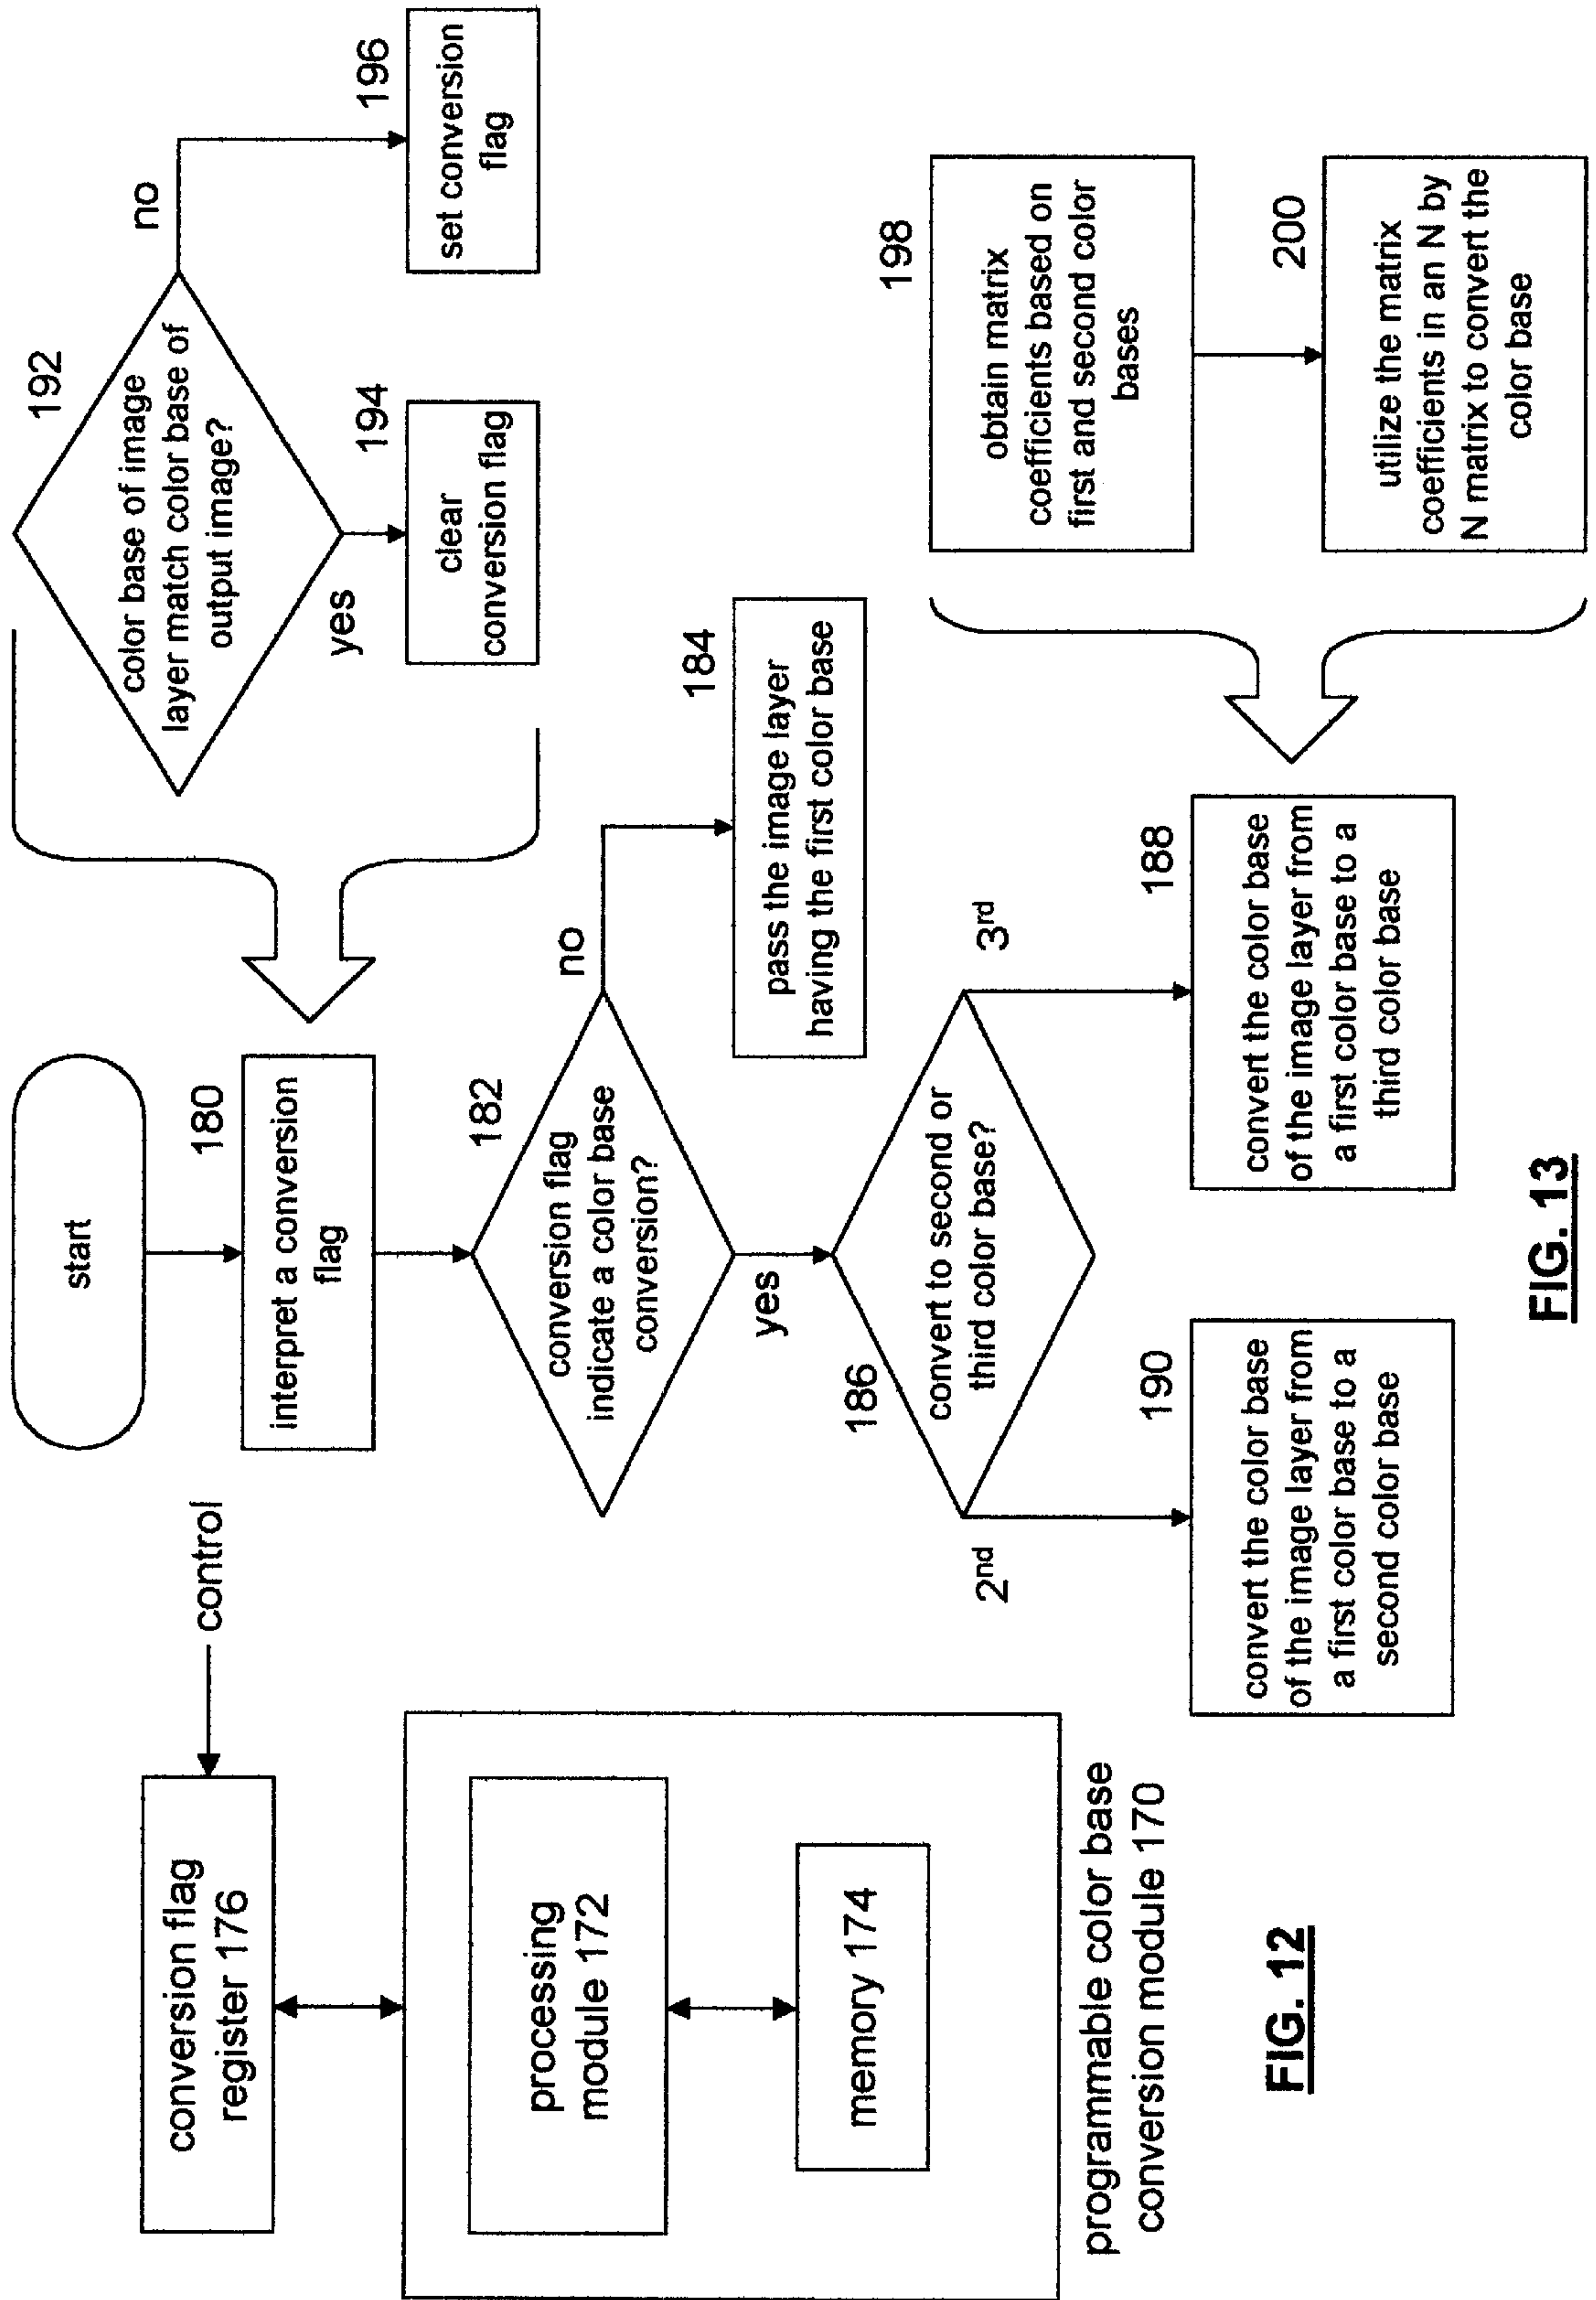 control
conversion flag
register 176
processing
module 172
memory 174
programmable color base
conversion module 170
FIG. 12
start
180
interpret a conversion
flag
182
conversion flag
indicate a color base
conversion?
no
yes
184
pass the image layer
having the first color base
186
convert to second or
third color base?
2nd
3rd
190
convert the color base
of the image layer from
a first color base to a
second color base
188
convert the color base
of the image layer from
a first color base to a
third color base
192
color base of image
layer match color base of
output image?
no
yes
194
clear
conversion flag
196
set conversion
flag
198
obtain matrix
coefficients based on
first and second color
bases
200
utilize the matrix
coefficients in an N by
N matrix to convert the
color base
FIG. 13